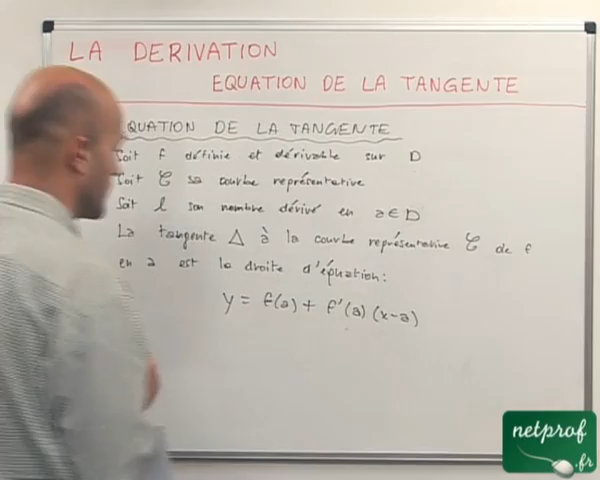 LA DERIVATION
EQUATION DE LA TANGENTE
QUATION DE LA TANGENTE
Soit f définie et dérivable sur D
Soit C sa courbe représentative
Soit l son nombre dérivé en a ∈ D
La tangente Δ à la courbe représentative C de f
en a est la droite d'équation:
y = f(a) + f'(a) (x-a)
netprof
.fr